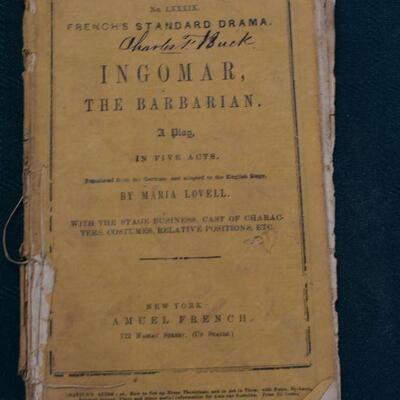 No. LXXXIX.
FRENCH'S STANDARD DRAMA.
Charles T Buck
INGOMAR,
THE BARBARIAN.
A Play,
IN FIVE ACTS.
Translated from the German, and adapted to the English Stage,
BY MARIA LOVELL.
WITH THE STAGE BUSINESS, CAST OF CHARAC-
TERS, COSTUMES, RELATIVE POSITIONS, ETC.
NEW YORK:
AMUEL FRENCH,
122 NASSAU STREET, (UP STAIRS.)